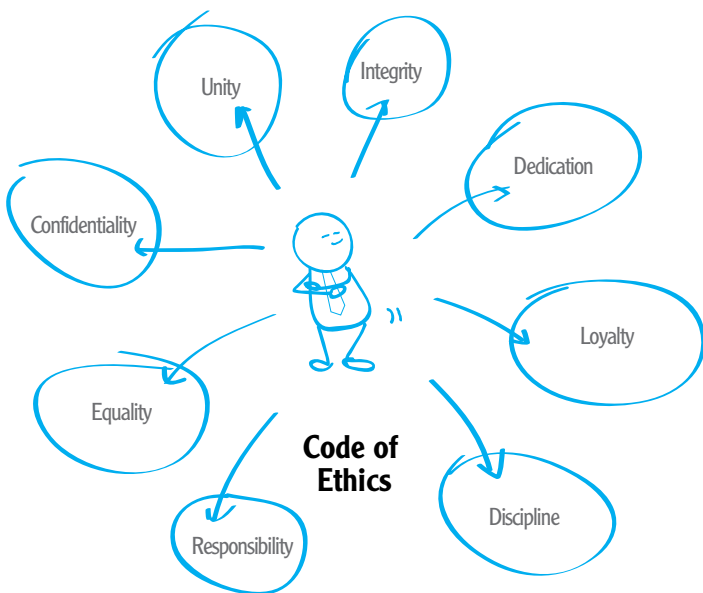 Unity
Integrity
Dedication
Confidentiality
Loyalty
Equality
Code of
Ethics
Discipline
Responsibility